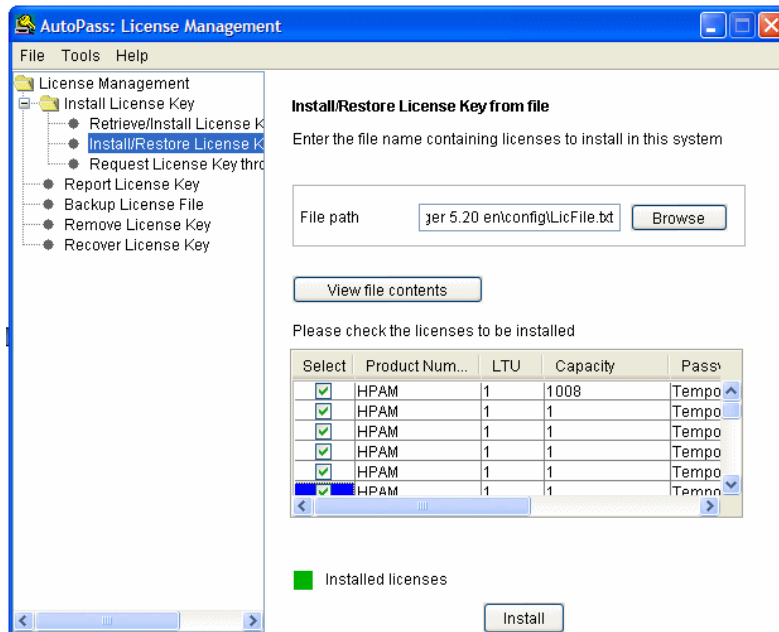 AutoPass: License Management
File Tools Help
License Management
Install License Key
Retrieve/Install License K
Install/Restore License K
Request License Key thro
Report License Key
Backup License File
Remove License Key
Recover License Key
Install/Restore License Key from file
Enter the file name containing licenses to install in this system
File path ger 5.20 en\config\LicFile.txt Browse
View file contents
Please check the licenses to be installed
Select Product Num... LTU Capacity Passv
HPAM 1 1008 Tempo
HPAM 1 1 Tempo
HPAM 1 1 Tempo
HPAM 1 1 Tempo
HPAM 1 1 Tempo
HPAM 1 1 Tempo
Installed licenses
Install